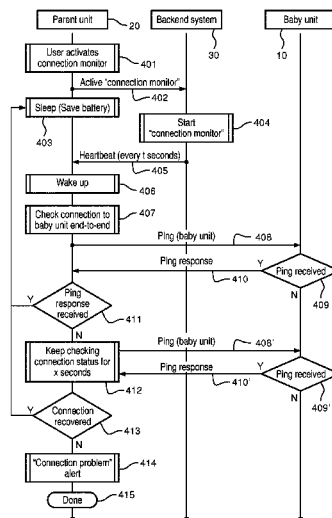 Parent unit
20
Backend system
30
Baby unit
10
User activates
connection monitor
401
Active "connection monitor"
402
Sleep (Save battery)
403
Start
"connection monitor"
404
Heartbeat (every t seconds)
405
Wake up
406
Check connection to
baby unit end-to-end
407
Ping (baby unit)
408
Ping response
410
Y
Ping received
409
N
Y
Ping
response
received
411
N
Keep checking
connection status for
x seconds
412
Ping (baby unit)
408'
Ping response
410'
Y
Ping received
409'
N
Y
Connection
recovered
413
N
"Connection problem"
alert
414
Done
415